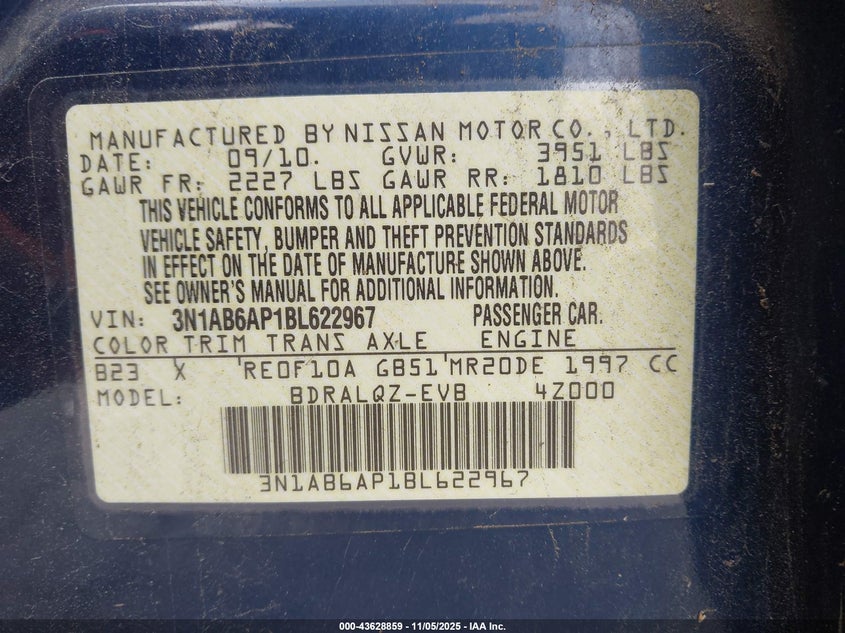 MANUFACTURED BY NISSAN MOTOR CO., LTD.
DATE: 09/10. GVWR: 3951 LBS
GAWR FR: 2227 LBS GAWR RR: 1810 LBS
THIS VEHICLE CONFORMS TO ALL APPLICABLE FEDERAL MOTOR
VEHICLE SAFETY, BUMPER AND THEFT PREVENTION STANDARDS
IN EFFECT ON THE DATE OF MANUFACTURE SHOWN ABOVE.
SEE OWNER'S MANUAL FOR ADDITIONAL INFORMATION.
VIN: 3N1AB6AP1BL622967 PASSENGER CAR.
COLOR TRIM TRANS AXLE ENGINE
B23 X RE0F10A GB51 MR20DE 1997 CC
MODEL: BDRALQZ-EVB 4Z000
3N1AB6AP1BL622967
000-43628859 - 11/05/2025 - IAA Inc.